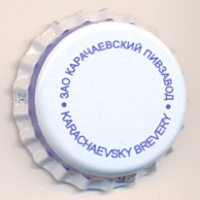 • ЗАО КАРАЧАЕВСКИЙ ПИВЗАВОД •
KARACHAEVSKY BREVERY